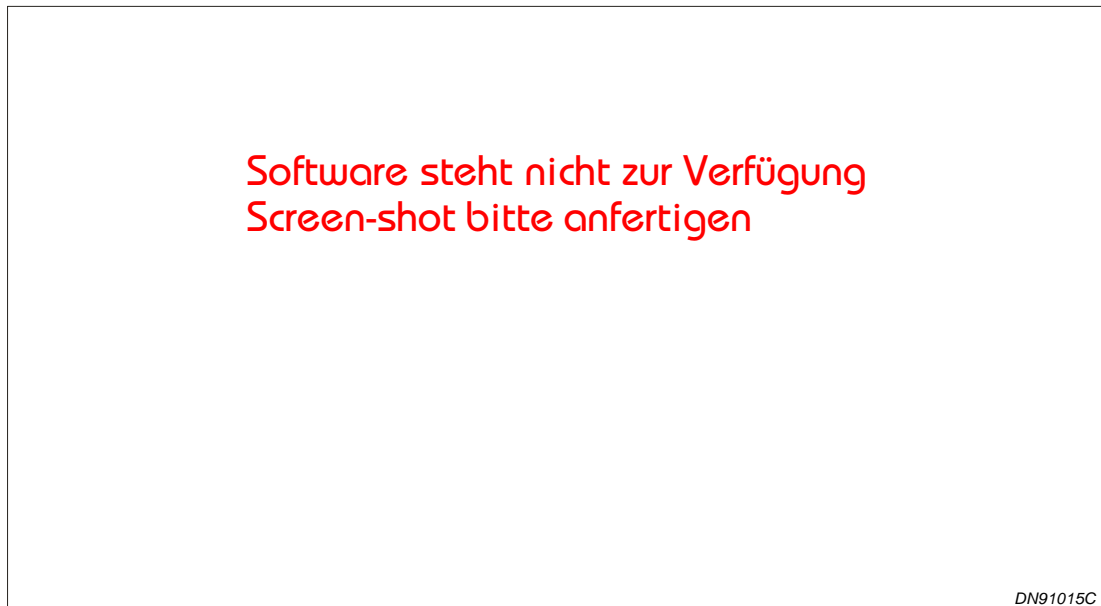 Software steht nicht zur Verfügung
Screen-shot bitte anfertigen
DN91015C